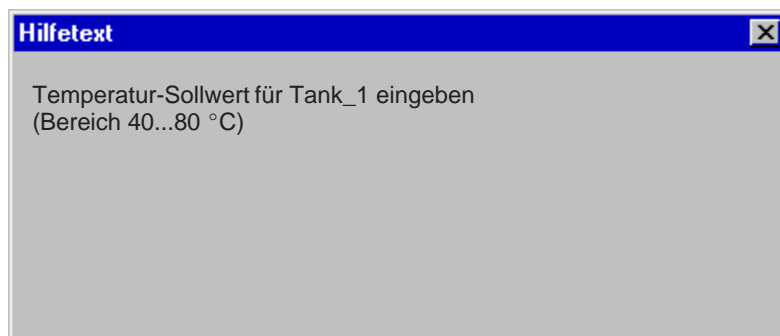 Hilfetext
Temperatur-Sollwert für Tank_1 eingeben
(Bereich 40...80 °C)